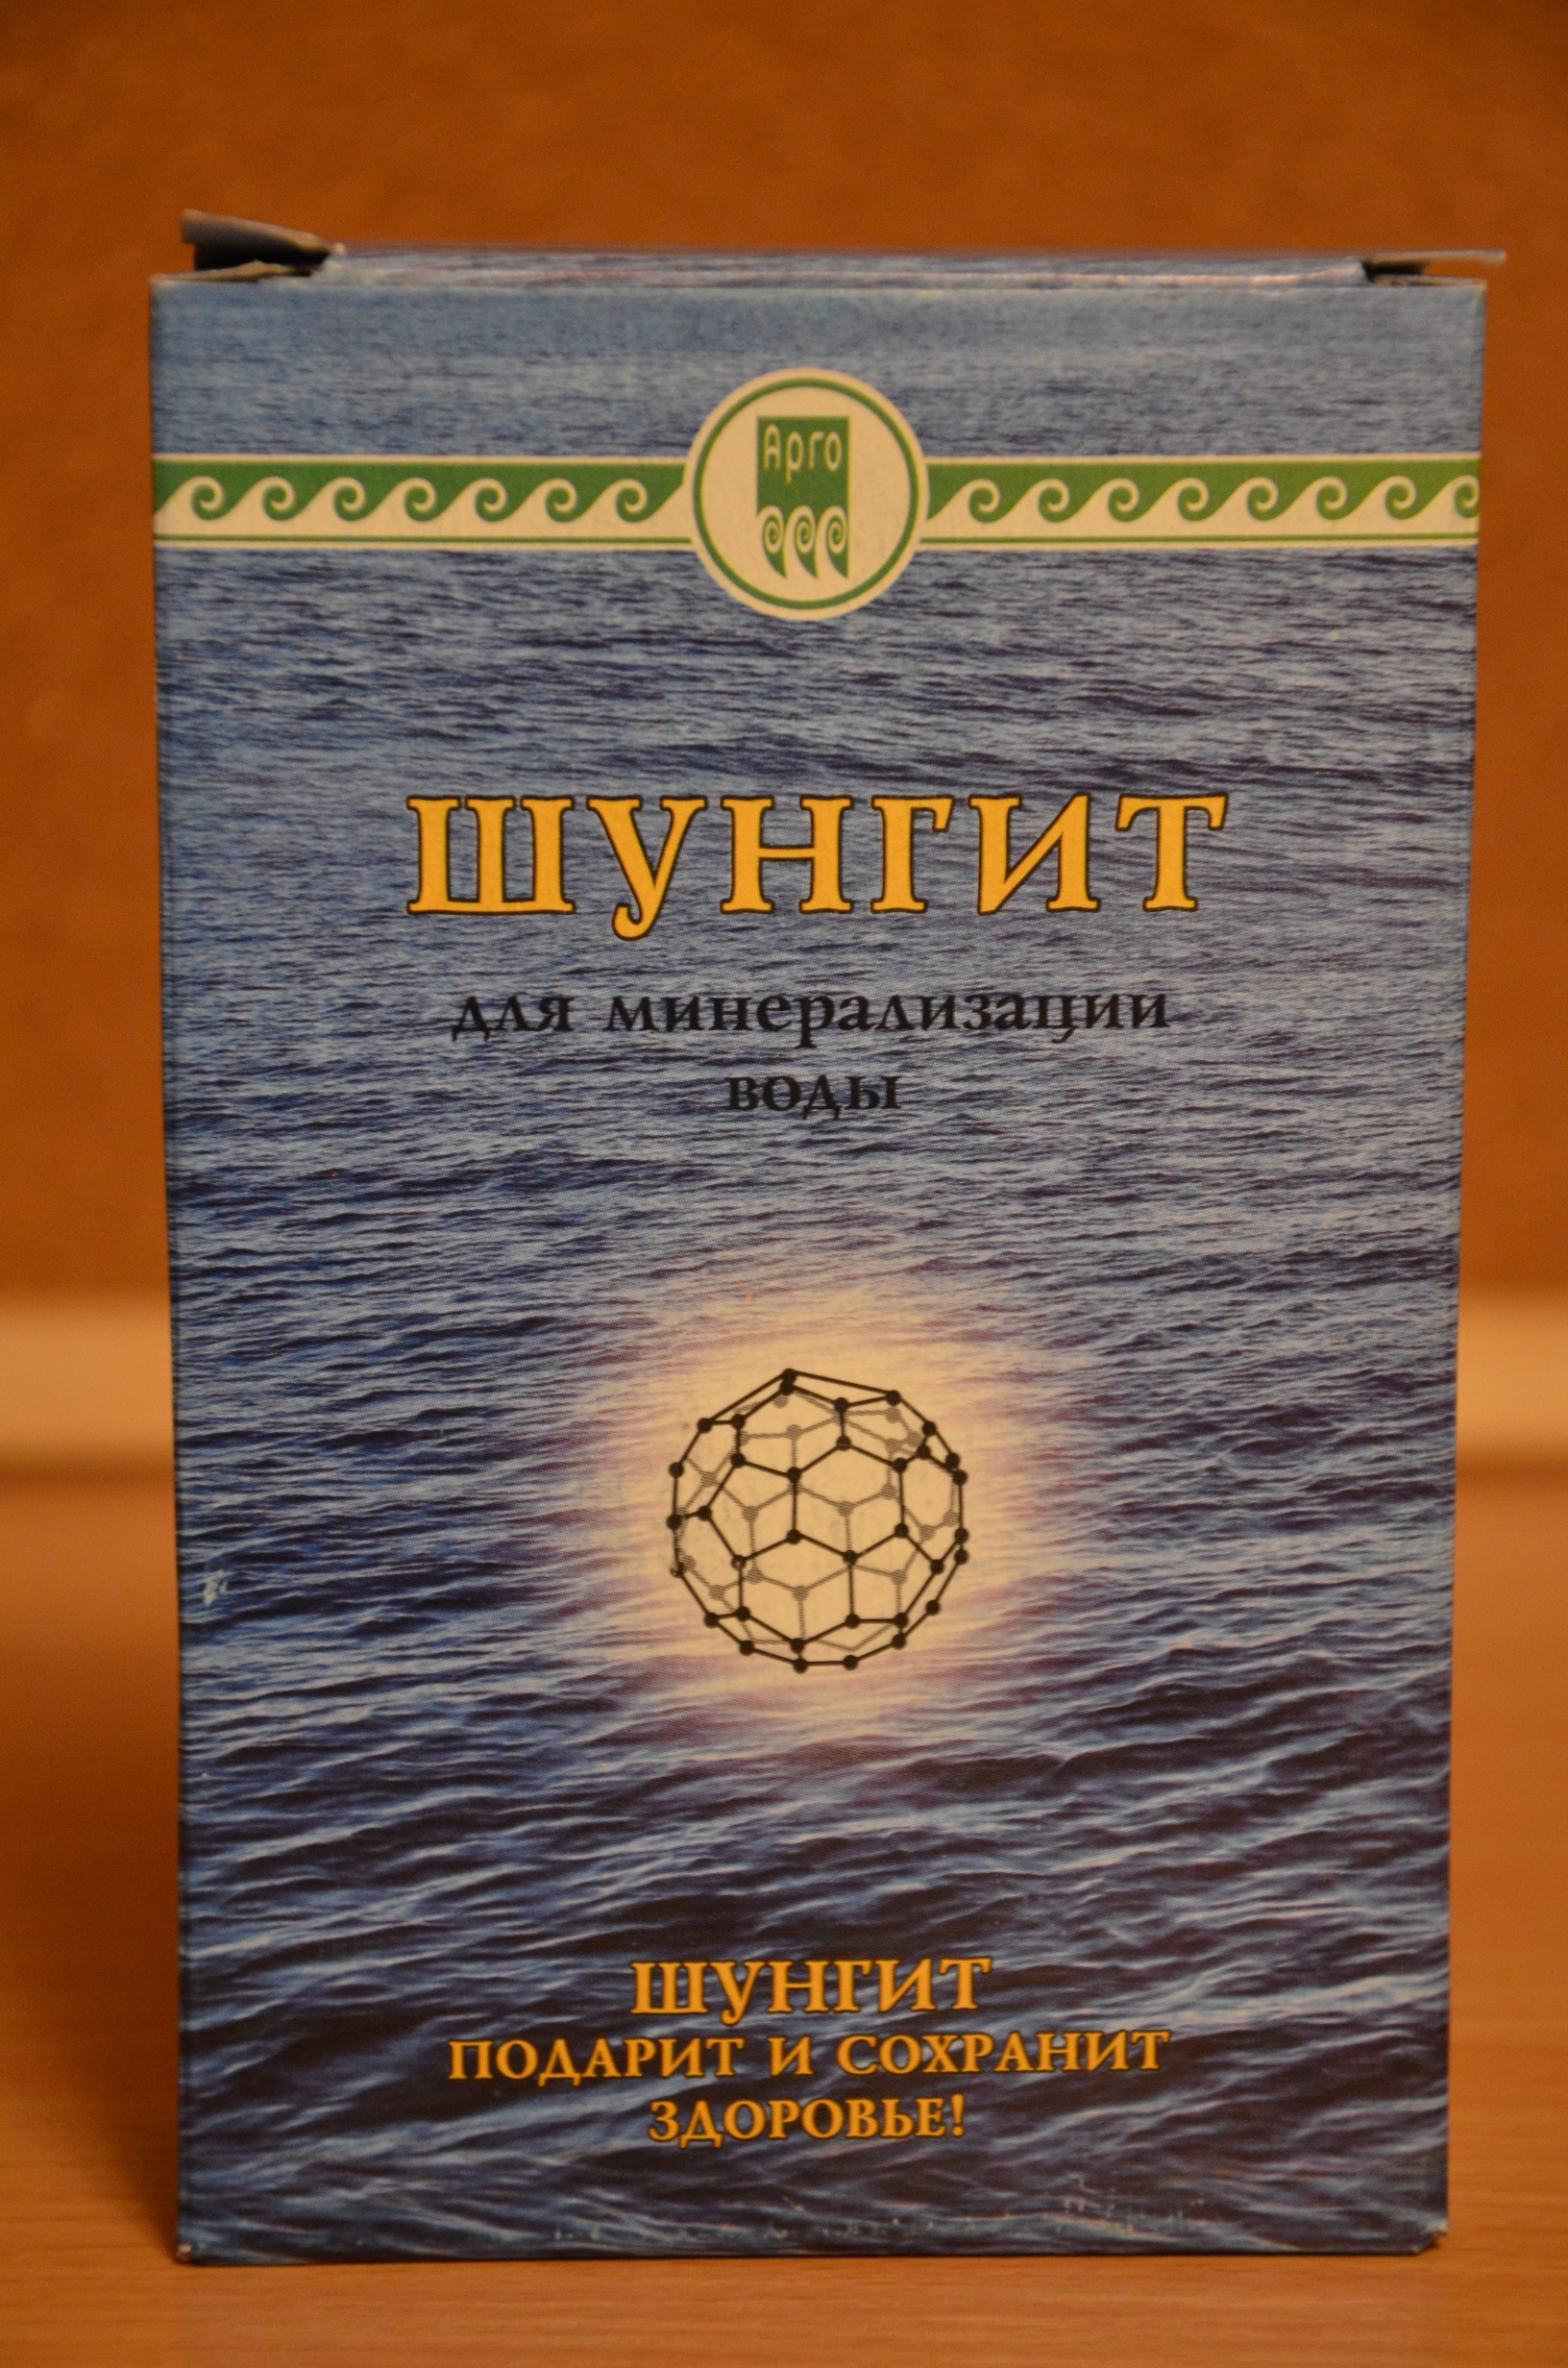 Арго
ШУНГИТ
для минерализации
воды
ШУНГИТ
ПОДАРИТ И СОХРАНИТ
ЗДОРОВЬЕ!